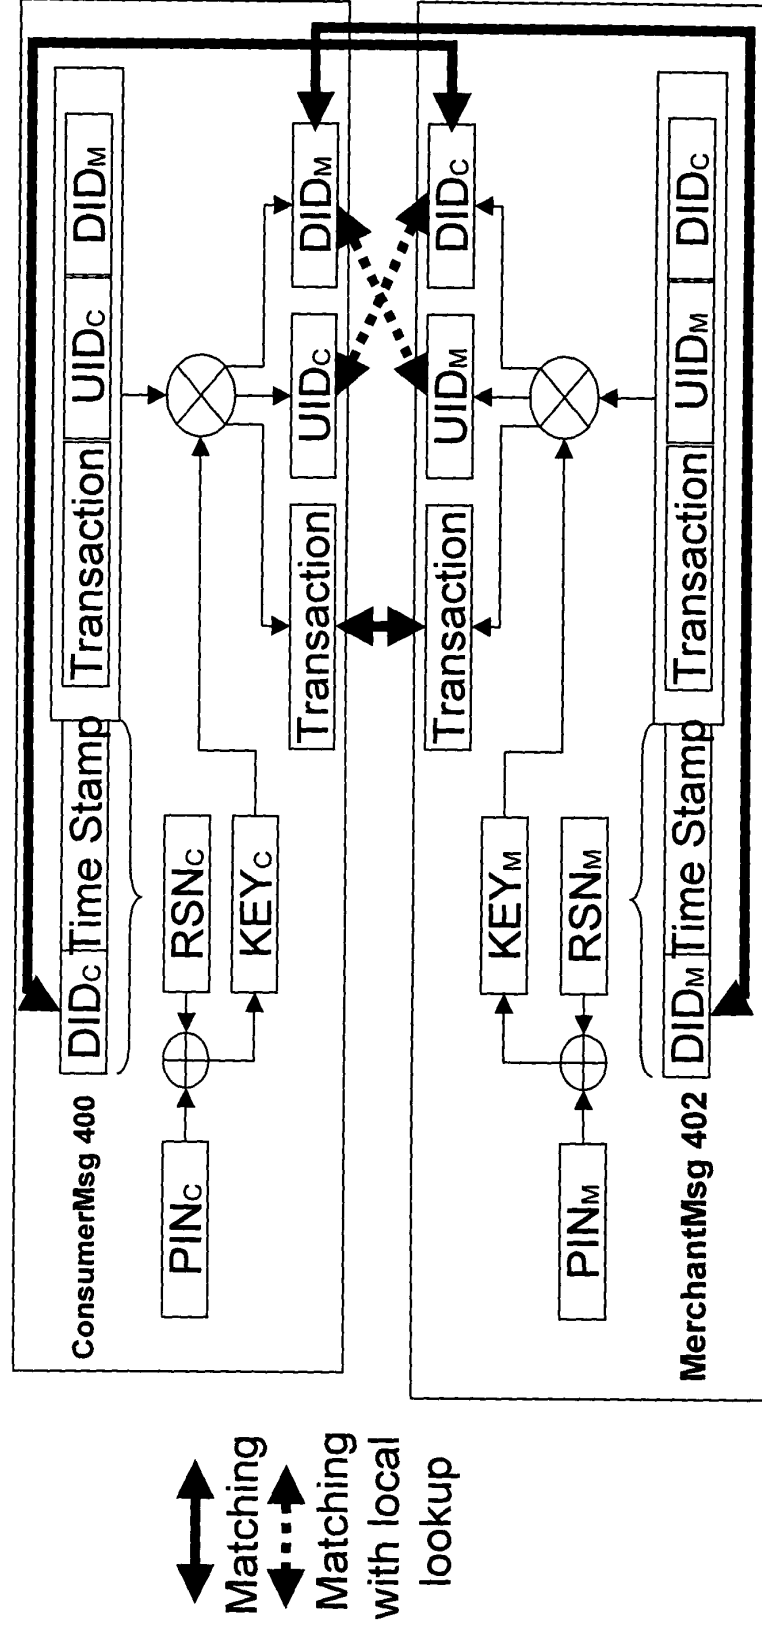 ConsumerMsg 400
DIDC
Time Stamp
Transaction
UIDC
DIDM
PINC
RSNC
KEYC
Transaction
UIDC
DIDM
Transaction
UIDM
DIDC
KEYM
RSNM
PINM
MerchantMsg 402
DIDM
Time Stamp
Transaction
UIDM
DIDC
Matching
Matching
with local
lookup